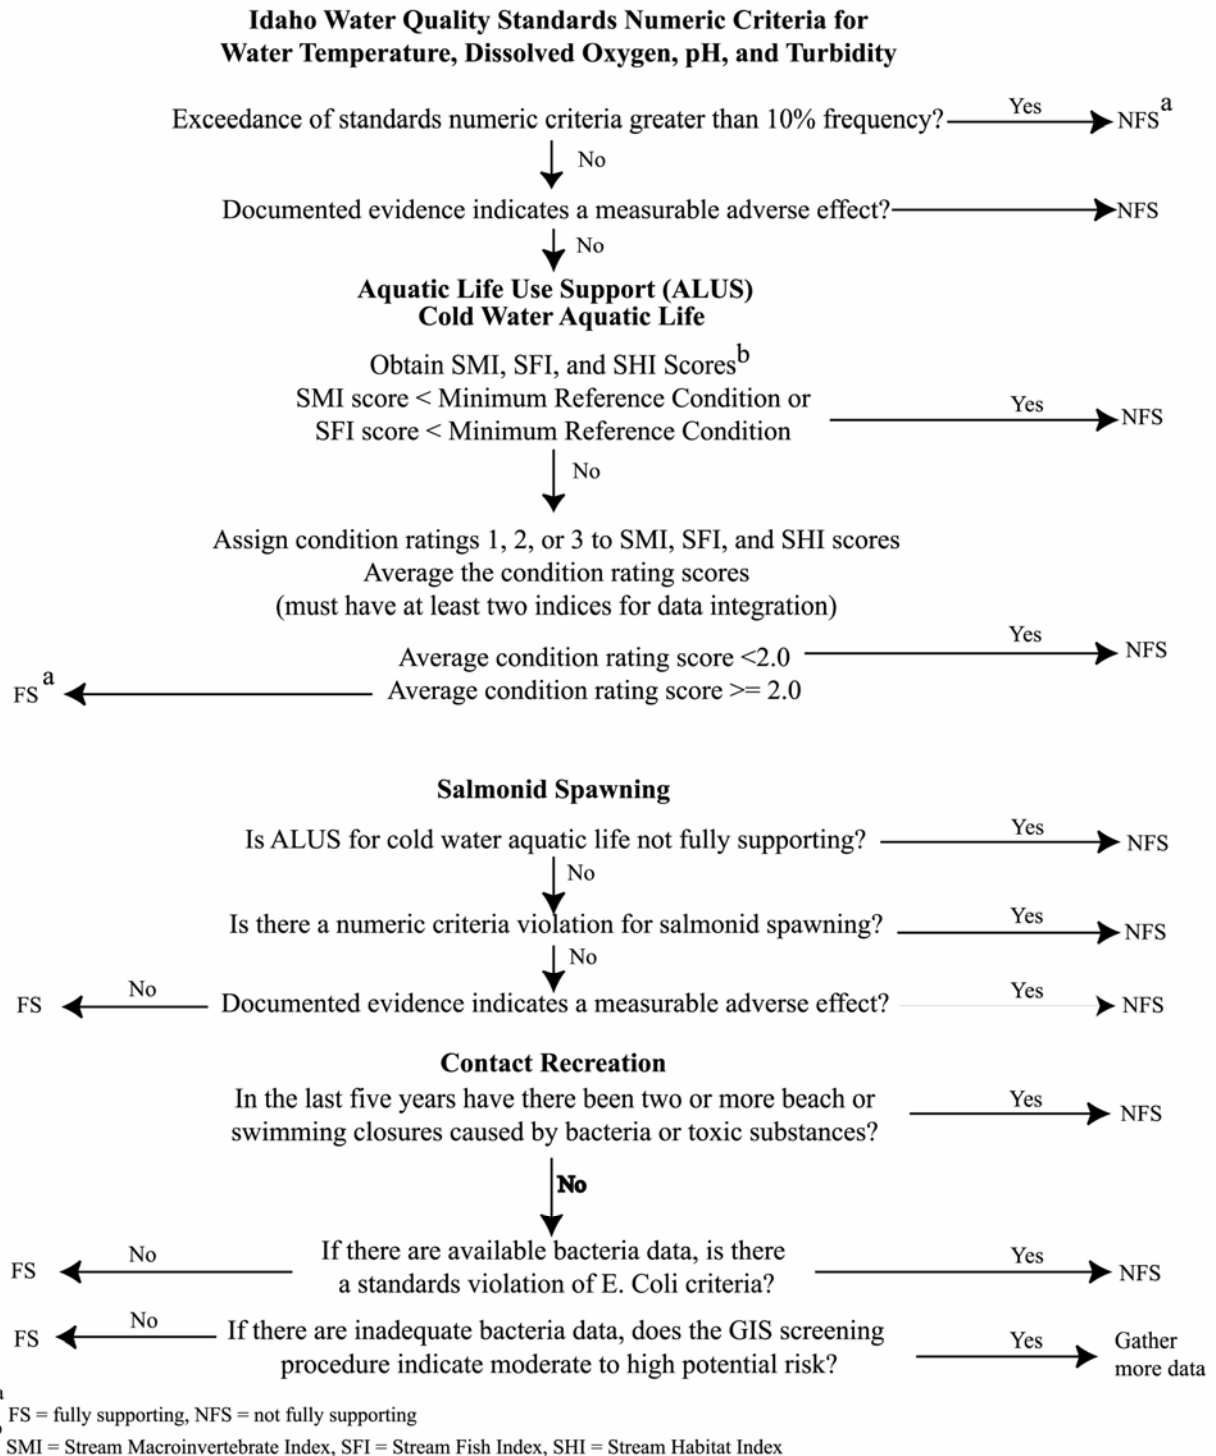 Idaho Water Quality Standards Numeric Criteria for
Water Temperature, Dissolved Oxygen, pH, and Turbidity
Exceedance of standards numeric criteria greater than 10% frequency? Yes NFS a
No
Documented evidence indicates a measurable adverse effect? NFS
No
Aquatic Life Use Support (ALUS)
Cold Water Aquatic Life
Obtain SMI, SFI, and SHI Scores b
SMI score < Minimum Reference Condition or
SFI score < Minimum Reference Condition
Yes NFS
No
Assign condition ratings 1, 2, or 3 to SMI, SFI, and SHI scores
Average the condition rating scores
(must have at least two indices for data integration)
Average condition rating score <2.0 Yes NFS
FS a Average condition rating score >= 2.0
Salmonid Spawning
Is ALUS for cold water aquatic life not fully supporting? Yes NFS
No
Is there a numeric criteria violation for salmonid spawning? Yes NFS
No
FS No Documented evidence indicates a measurable adverse effect? Yes NFS
Contact Recreation
In the last five years have there been two or more beach or
swimming closures caused by bacteria or toxic substances?
Yes NFS
No
FS No If there are available bacteria data, is there
a standards violation of E. Coli criteria?
Yes NFS
FS No If there are inadequate bacteria data, does the GIS screening
procedure indicate moderate to high potential risk?
Yes Gather
more data
a FS = fully supporting, NFS = not fully supporting
b SMI = Stream Macroinvertebrate Index, SFI = Stream Fish Index, SHI = Stream Habitat Index